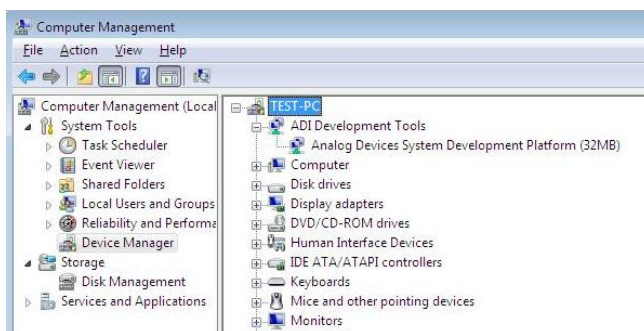 Computer Management
File Action View Help
Computer Management (Local
System Tools
Task Scheduler
Event Viewer
Shared Folders
Local Users and Groups
Reliability and Performa
Device Manager
Storage
Disk Management
Services and Applications
TEST-PC
ADI Development Tools
Analog Devices System Development Platform (32MB)
Computer
Disk drives
Display adapters
DVD/CD-ROM drives
Human Interface Devices
IDE ATA/ATAPI controllers
Keyboards
Mice and other pointing devices
Monitors